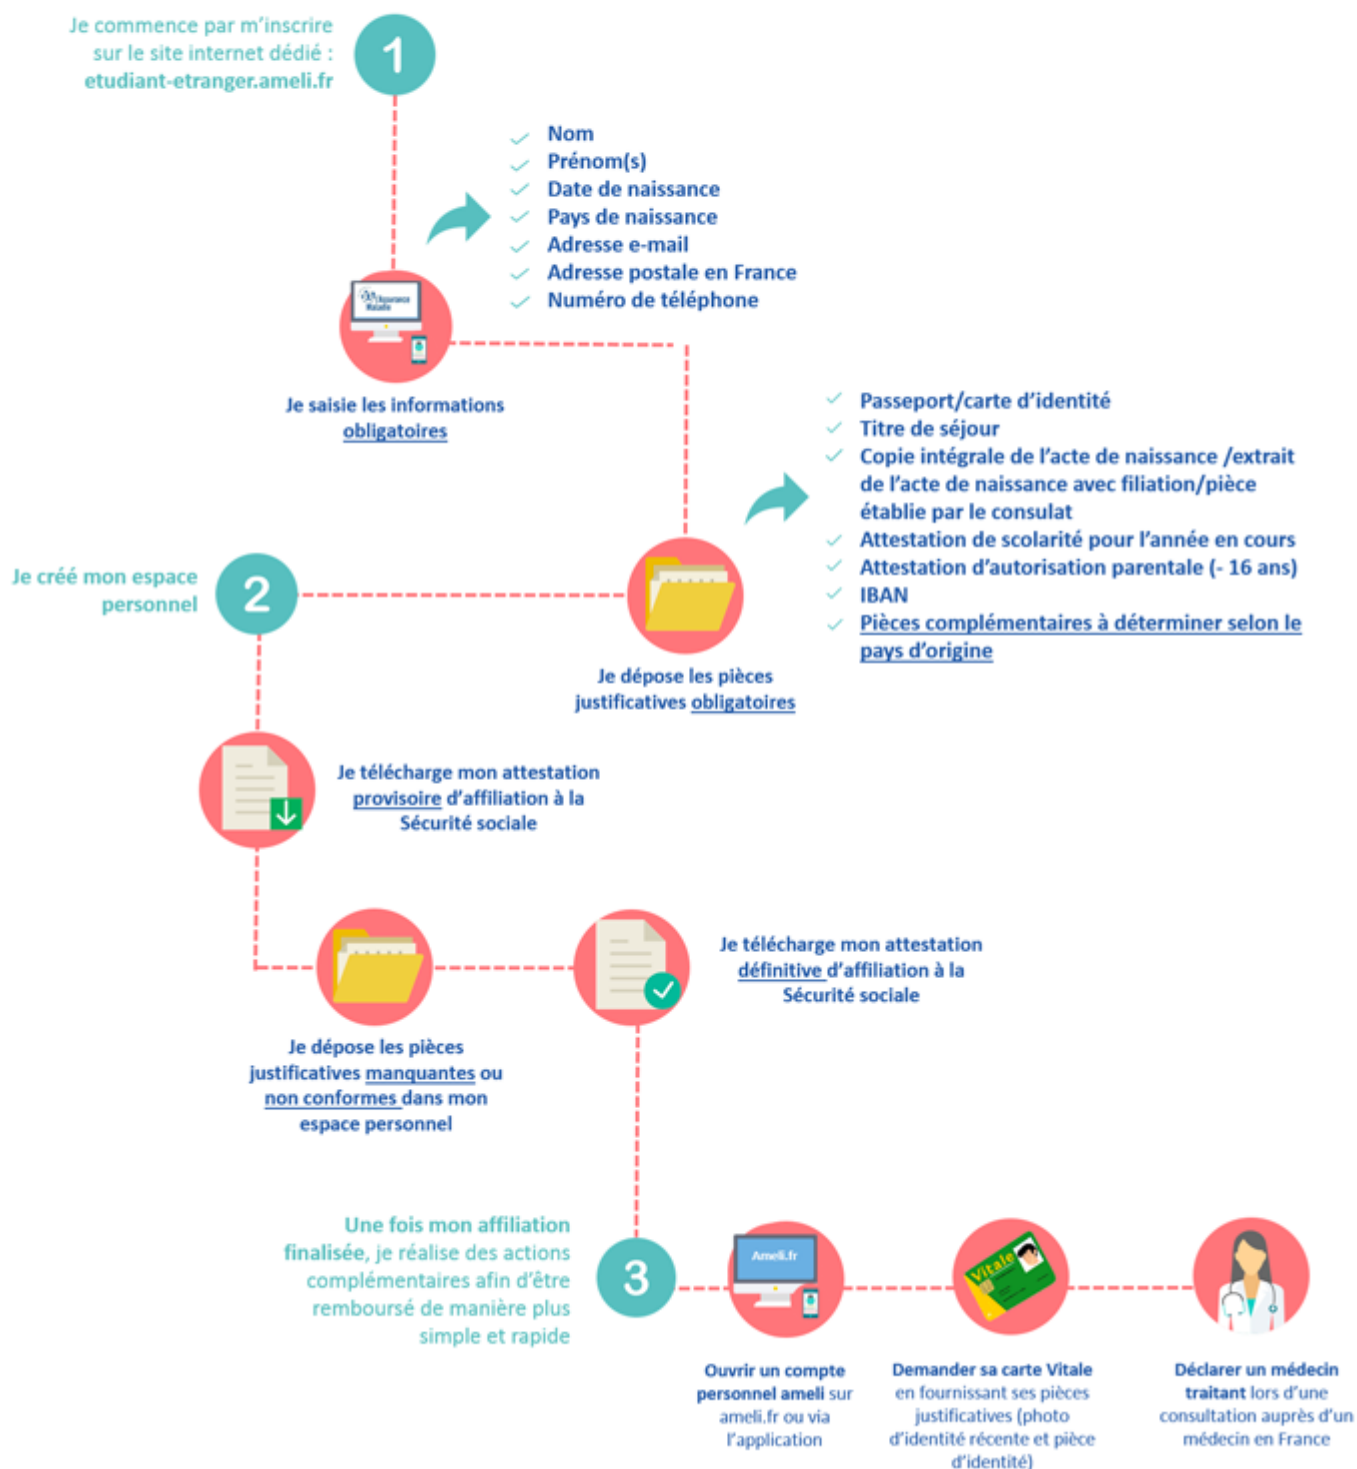 Je commence par m'inscrire
sur le site internet dédié :
etudiant-etranger.ameli.fr
1
Nom
Prénom(s)
Date de naissance
Pays de naissance
Adresse e-mail
Adresse postale en France
Numéro de téléphone
l'Assurance
Maladie
Je saisie les informations
obligatoires
Passeport/carte d'identité
Titre de séjour
Copie intégrale de l'acte de naissance /extrait
de l'acte de naissance avec filiation/pièce
établie par le consulat
Attestation de scolarité pour l'année en cours
Attestation d'autorisation parentale (- 16 ans)
IBAN
Pièces complémentaires à déterminer selon le
pays d'origine
Je dépose les pièces
justificatives obligatoires
Je créé mon espace
personnel
2
Je télécharge mon attestation
provisoire d'affiliation à la
Sécurité sociale
Je dépose les pièces
justificatives manquantes ou
non conformes dans mon
espace personnel
Je télécharge mon attestation
définitive d'affiliation à la
Sécurité sociale
Une fois mon affiliation
finalisée, je réalise des actions
complémentaires afin d'être
remboursé de manière plus
simple et rapide
3
Ameli.fr
Ouvrir un compte
personnel ameli sur
ameli.fr ou via
l'application
Vitale
Demander sa carte Vitale
en fournissant ses pièces
justificatives (photo
d'identité récente et pièce
d'identité)
Déclarer un médecin
traitant lors d'une
consultation auprès d'un
médecin en France